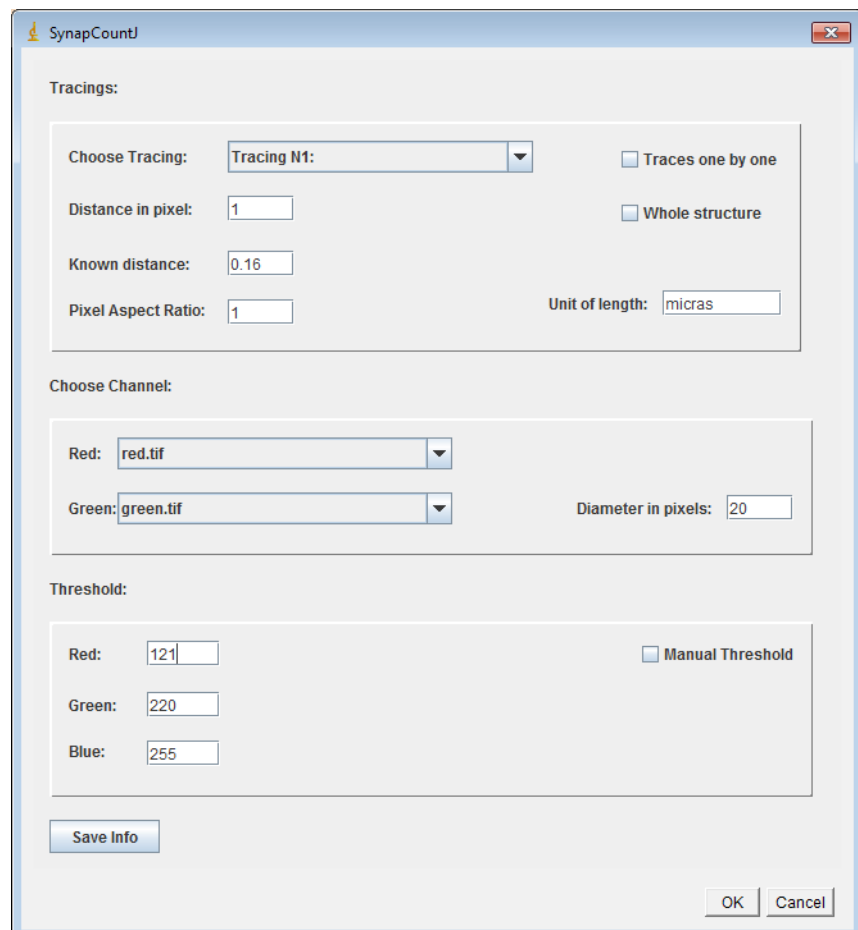 SynapCountJ
Tracings:
Choose Tracing: Tracing N1: Traces one by one
Distance in pixel: 1 Whole structure
Known distance: 0.16
Pixel Aspect Ratio: 1 Unit of length: micras
Choose Channel:
Red: red.tif
Green: green.tif Diameter in pixels: 20
Threshold:
Red: 121 Manual Threshold
Green: 220
Blue: 255
Save Info
OK Cancel